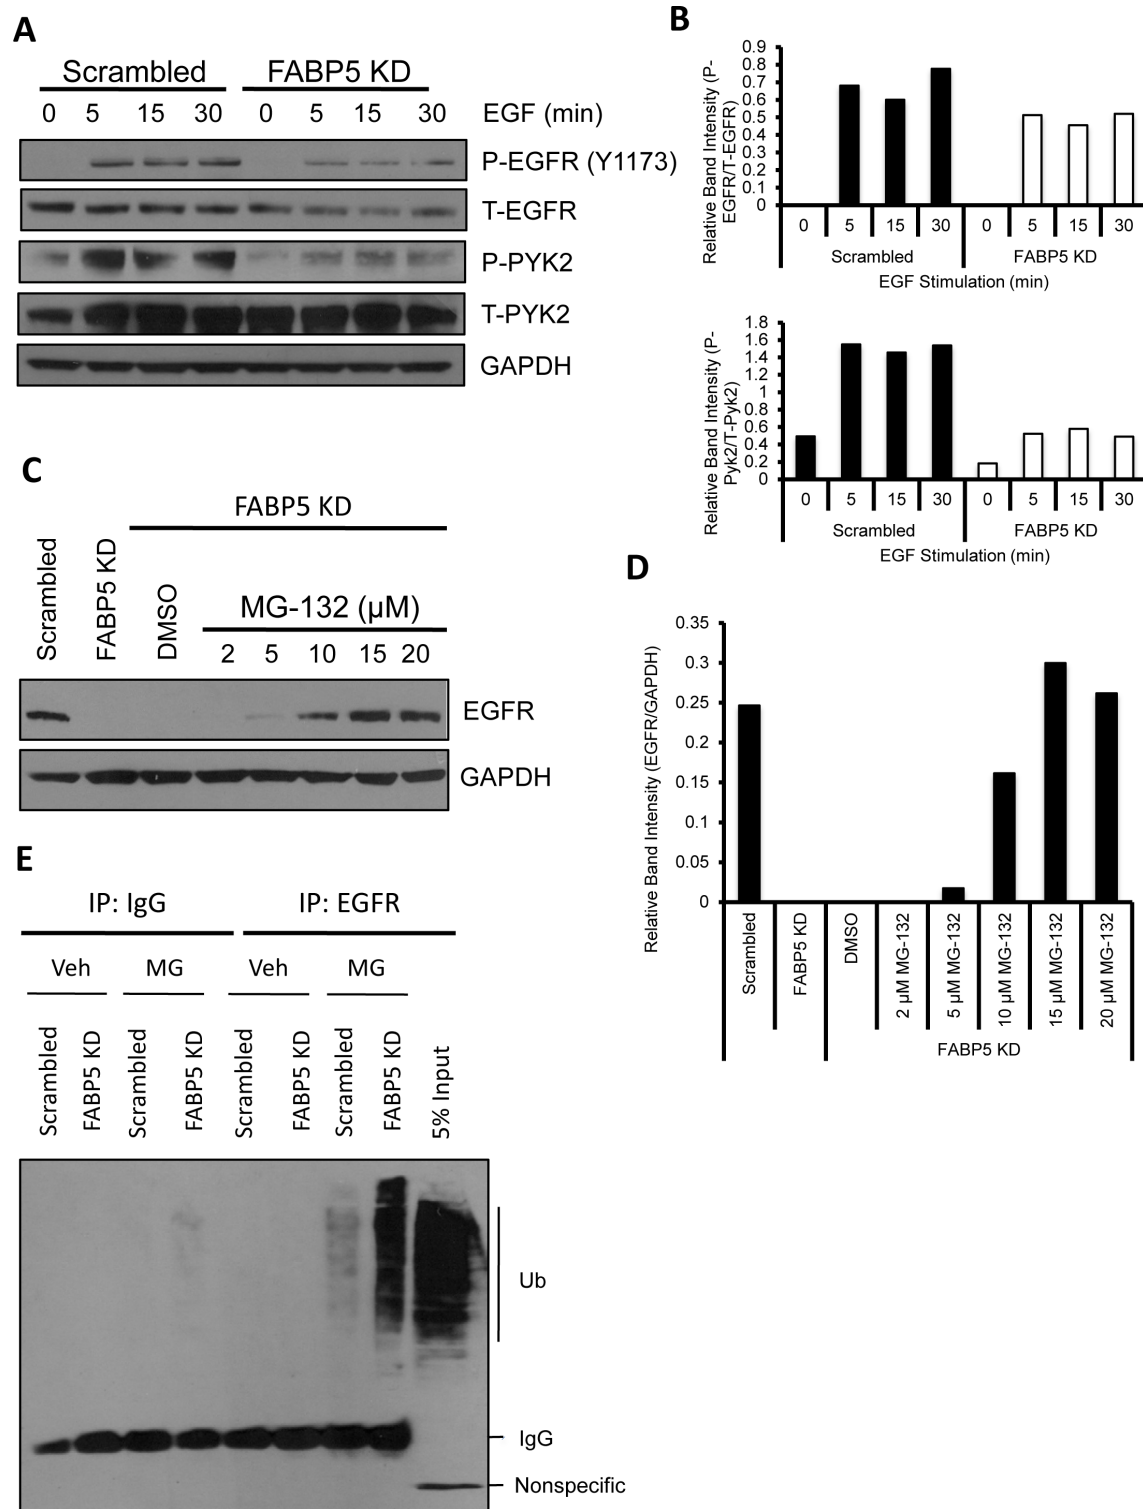 A
Scrambled FABP5 KD
0 5 15 30 0 5 15 30 EGF (min)
P-EGFR (Y1173)
T-EGFR
P-PYK2
T-PYK2
GAPDH
B
Relative Band Intensity (P-
EGFR/T-EGFR)
0.9
0.8
0.7
0.6
0.5
0.4
0.3
0.2
0.1
0
0 5 15 30 0 5 15 30
Scrambled FABP5 KD
EGF Stimulation (min)
Relative Band Intensity (P-
Pyk2/T-Pyk2)
1.8
1.6
1.4
1.2
1
0.8
0.6
0.4
0.2
0
0 5 15 30 0 5 15 30
Scrambled FABP5 KD
EGF Stimulation (min)
C
FABP5 KD
Scrambled
FABP5 KD
DMSO
MG-132 (µM)
2 5 10 15 20
EGFR
GAPDH
D
Relative Band Intensity (EGFR/GAPDH)
0.35
0.3
0.25
0.2
0.15
0.1
0.05
0
Scrambled
FABP5 KD
DMSO
2 µM MG-132
5 µM MG-132
10 µM MG-132
15 µM MG-132
20 µM MG-132
FABP5 KD
E
IP: IgG IP: EGFR
Veh MG Veh MG
Scrambled
FABP5 KD
Scrambled
FABP5 KD
Scrambled
FABP5 KD
Scrambled
FABP5 KD
5% Input
Ub
IgG
Nonspecific